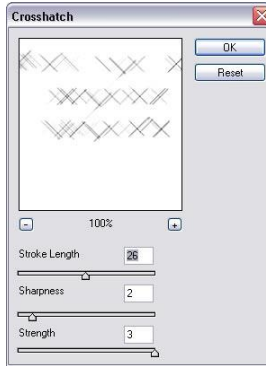 Crosshatch
OK
Reset
- 100% +
Stroke Length 26
Sharpness 2
Strength 3